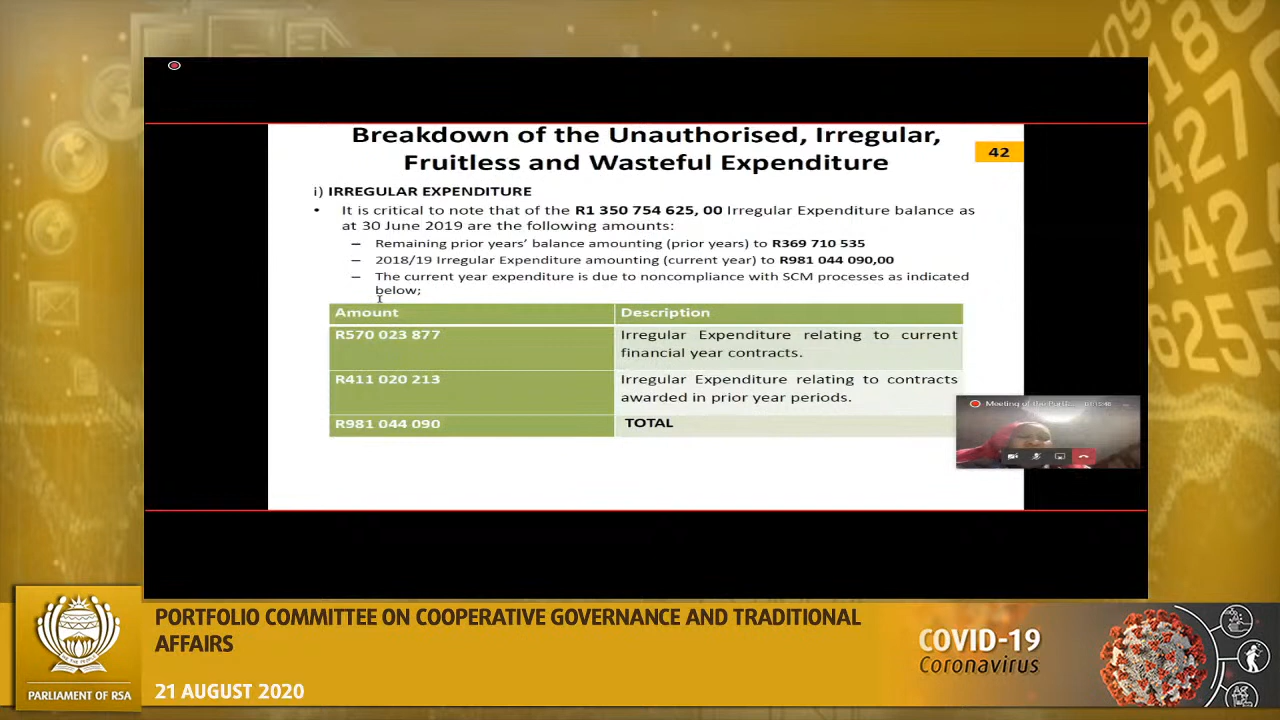 Breakdown of the Unauthorised, Irregular,
Fruitless and Wasteful Expenditure
42
i) IRREGULAR EXPENDITURE
• It is critical to note that of the R1 350 754 625, 00 Irregular Expenditure balance as
at 30 June 2019 are the following amounts:
– Remaining prior years' balance amounting (prior years) to R369 710 535
– 2018/19 Irregular Expenditure amounting (current year) to R981 044 090,00
– The current year expenditure is due to noncompliance with SCM processes as indicated
below;
Amount Description
R570 023 877 Irregular Expenditure relating to current
financial year contracts.
R411 020 213 Irregular Expenditure relating to contracts
awarded in prior year periods.
R981 044 090 TOTAL
Meeting of the
PORTFOLIO COMMITTEE ON COOPERATIVE GOVERNANCE AND TRADITIONAL
AFFAIRS
21 AUGUST 2020
PARLIAMENT OF RSA
COVID-19
Coronavirus